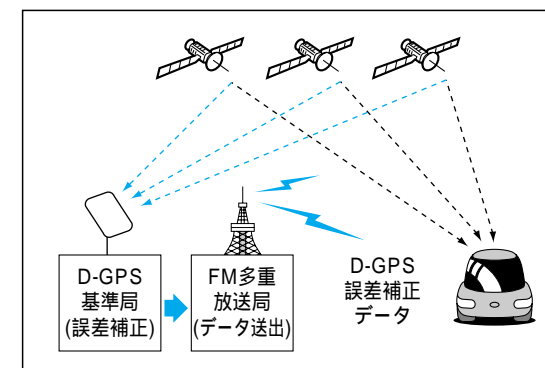 D-GPS
基準局
(誤差補正)
FM多重
放送局
(データ送出)
D-GPS
誤差補正
データ